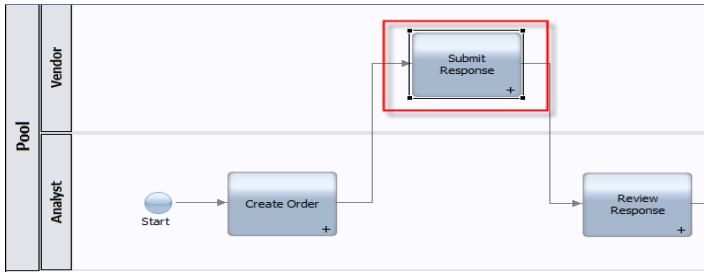 Pool
Vendor
Submit
Response
+
Analyst
Start
Create Order
+
Review
Response
+